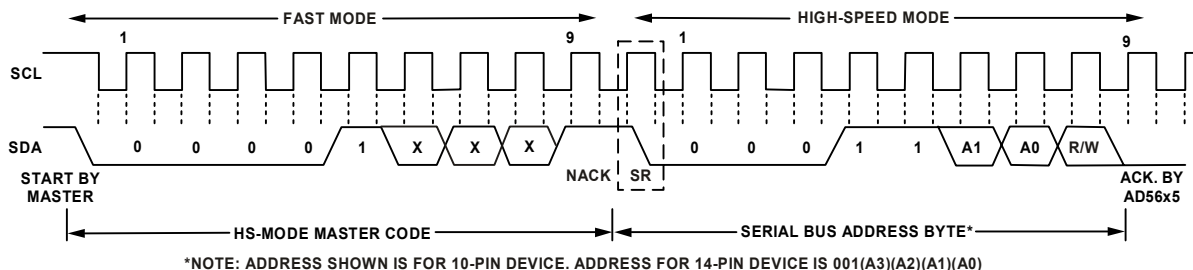 FAST MODE HIGH-SPEED MODE
1 9 1 9
SCL
SDA 0 0 0 0 1 X X X 0 0 0 1 1 A1 A0 R/W
START BY MASTER NACK SR ACK. BY AD56x5
HS-MODE MASTER CODE SERIAL BUS ADDRESS BYTE*
*NOTE: ADDRESS SHOWN IS FOR 10-PIN DEVICE. ADDRESS FOR 14-PIN DEVICE IS 001(A3)(A2)(A1)(A0)